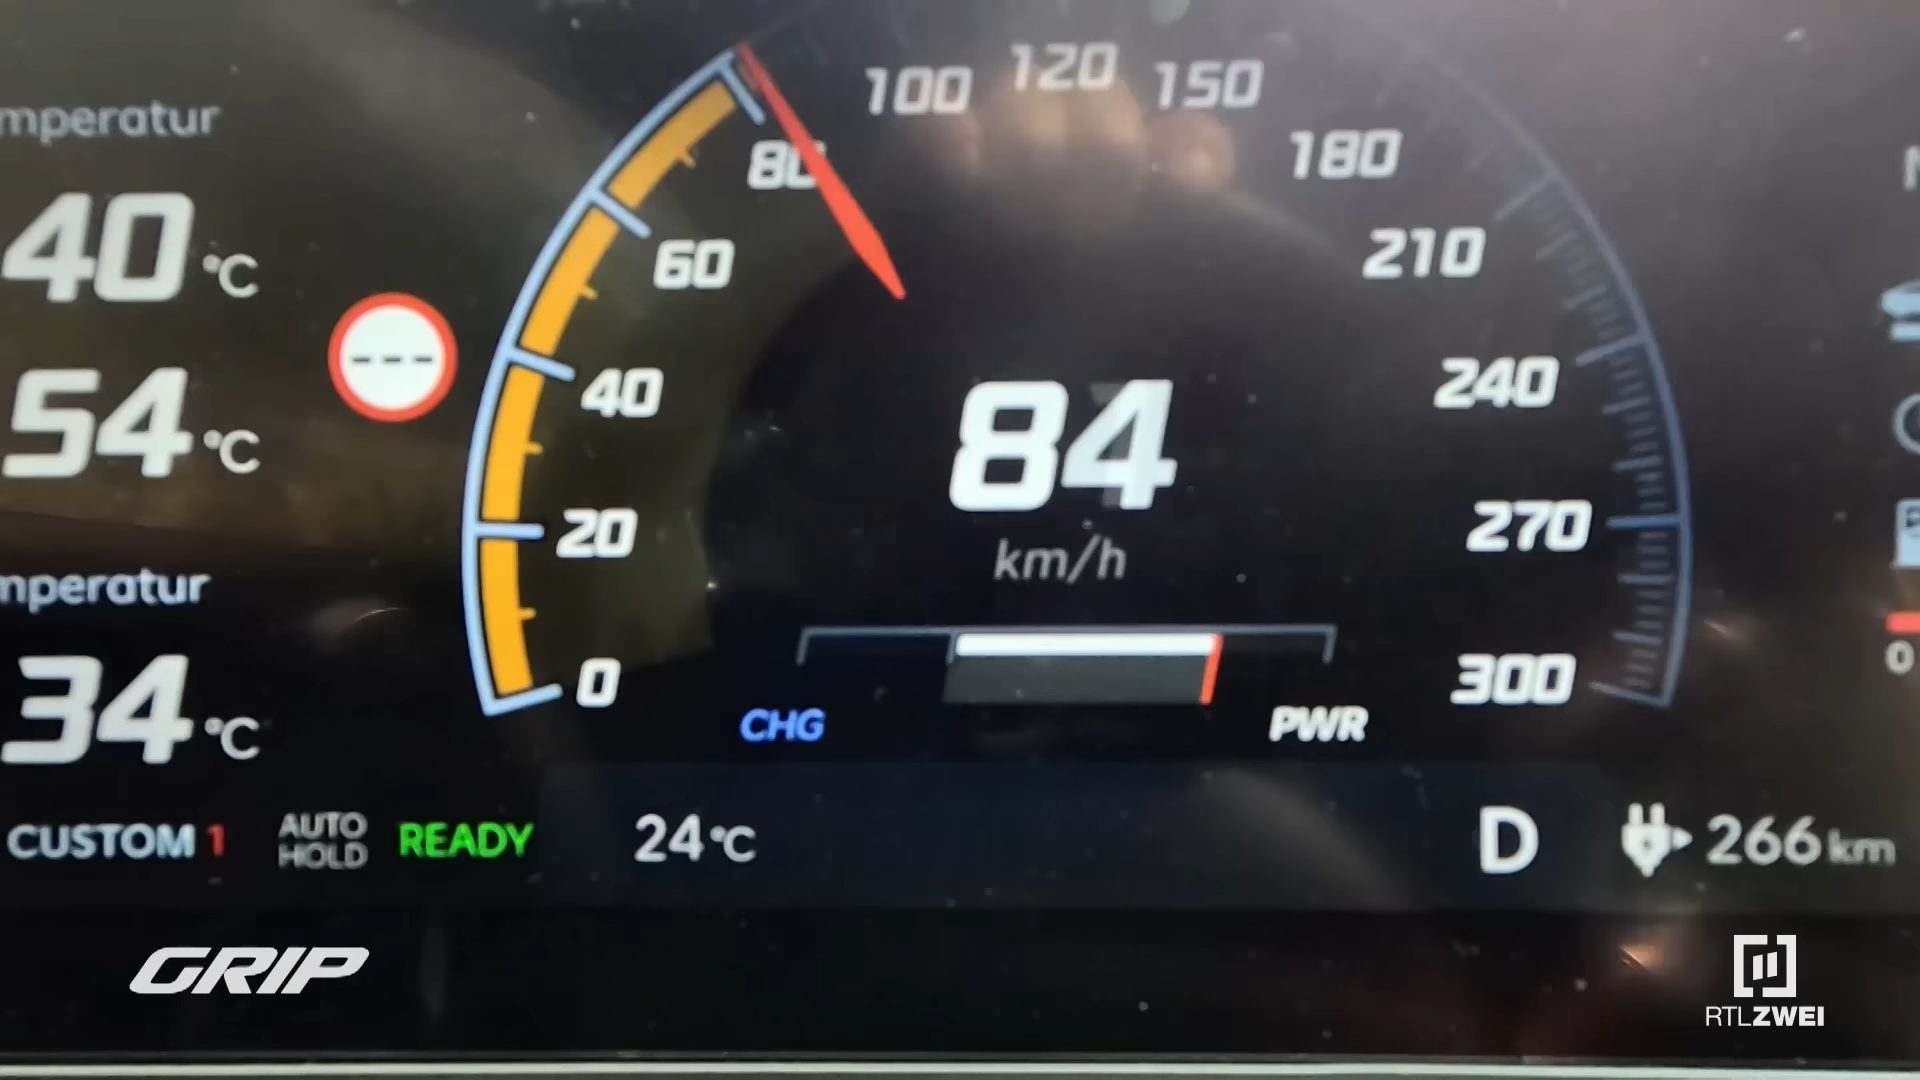 mperatur
40 °C
54 °C
mperatur
34 °C
---
0
20
40
60
80
100
120
150
180
210
240
270
300
84
km/h
CHG
PWR
CUSTOM 1
AUTO HOLD
READY
24 °C
D
266 km
0
GRIP
RTLZWEI